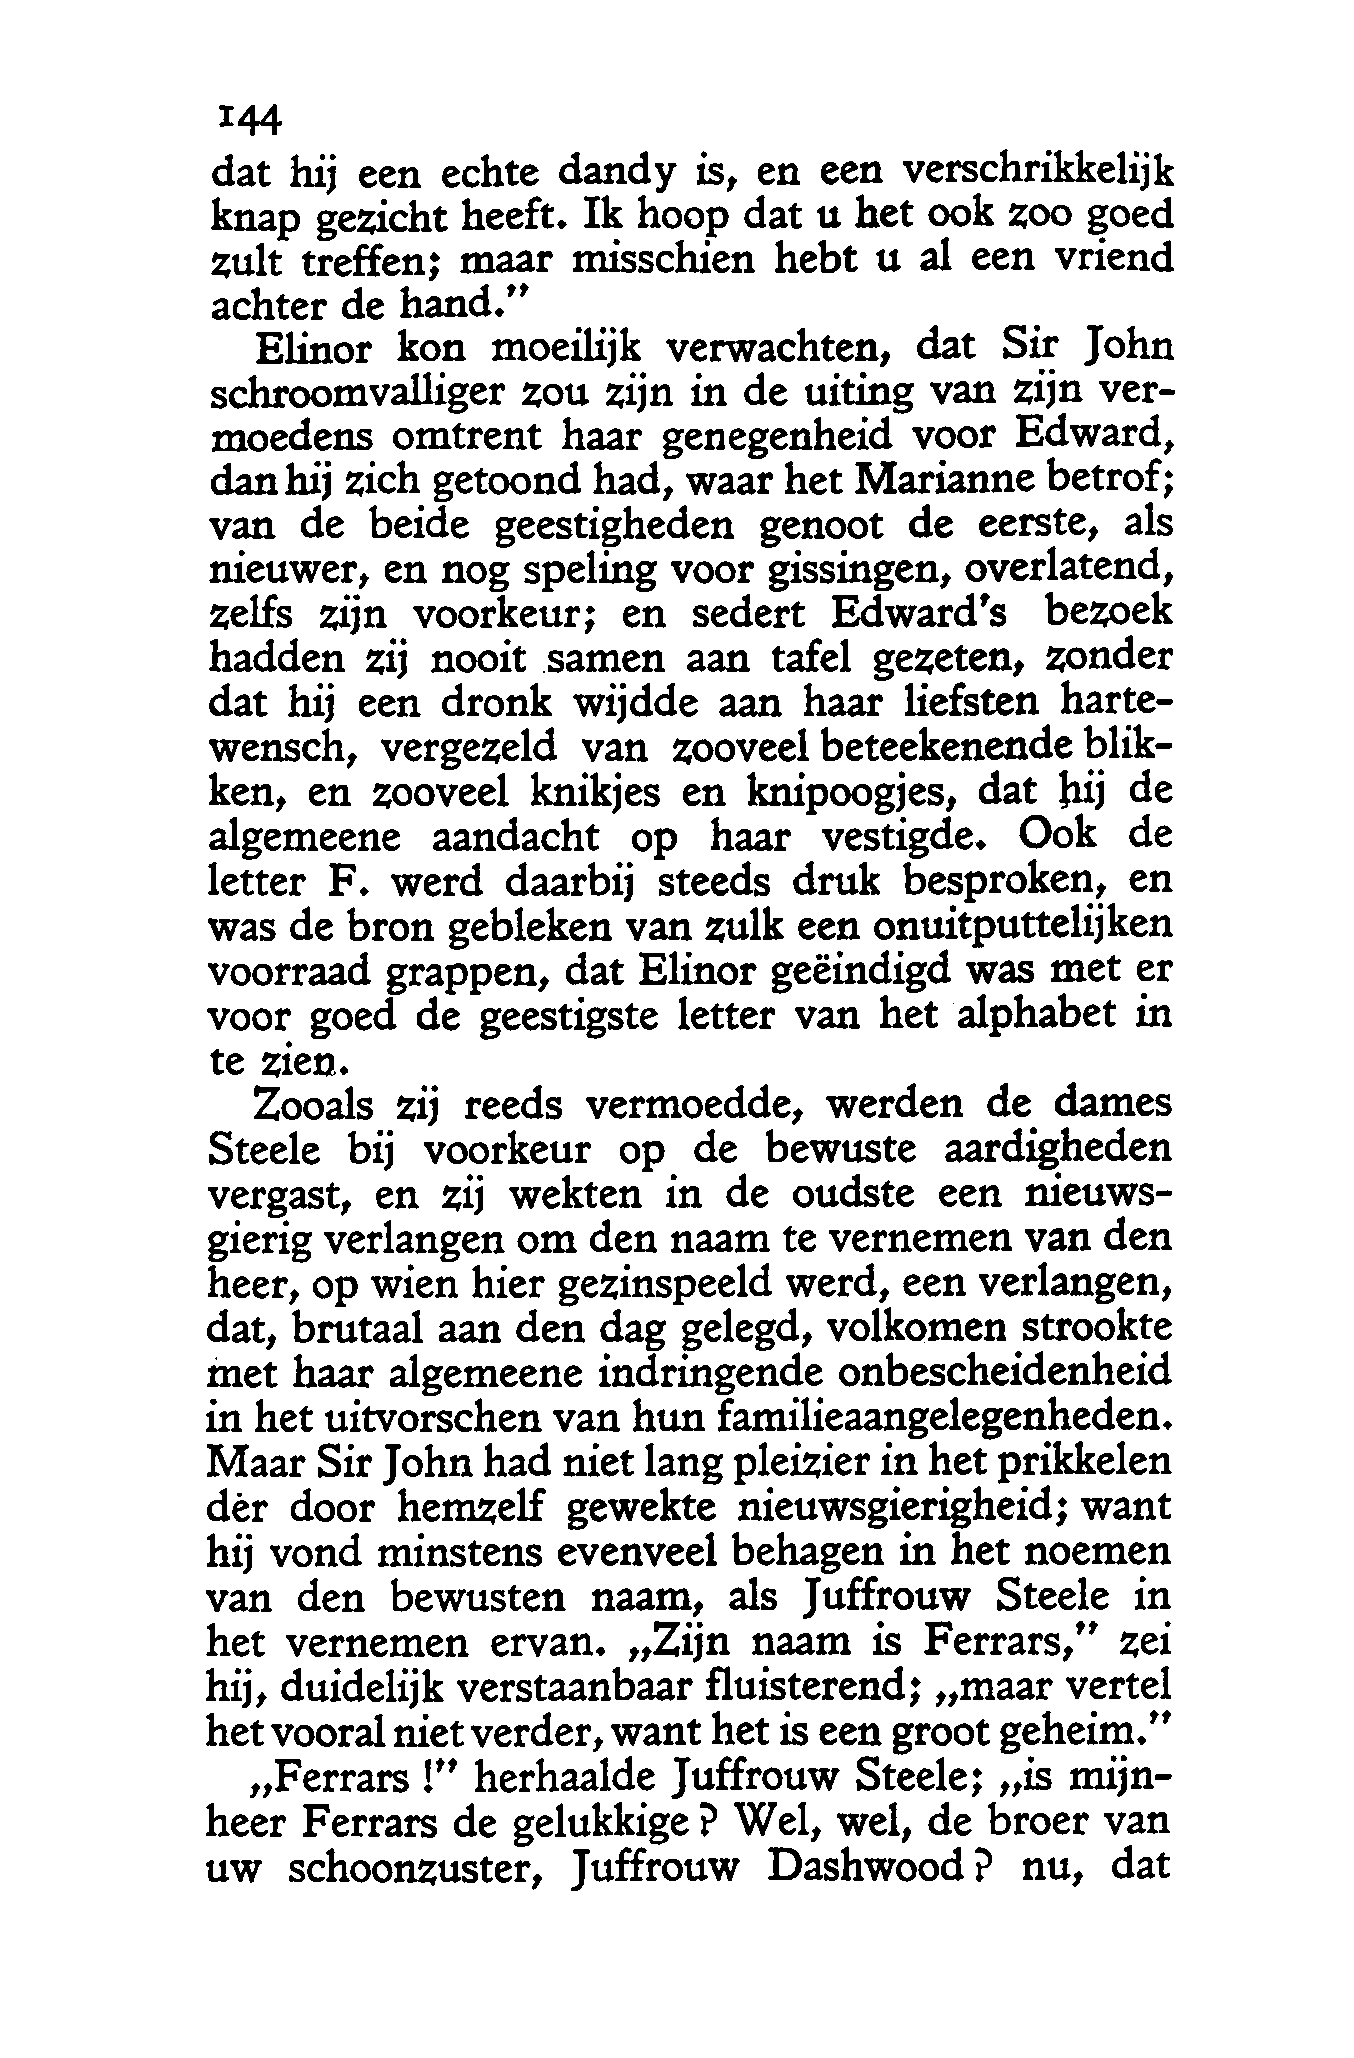 144
dat hij een echte dandy is, en een verschrikkelijk
knap gezicht heeft. Ik hoop dat u het ook zoo goed
zult treffen; maar misschien hebt u al een vriend
achter de hand.”
Elinor kon moeilijk verwachten, dat Sir John
schroomvalliger zou zijn in de uiting van zijn ver-
moedens omtrent haar genegenheid voor Edward,
dan hij zich getoond had, waar het Marianne betrof;
van de beide geestigheden genoot de eerste, als
nieuwer, en nog speling voor gissingen, overlatend,
zelfs zijn voorkeur; en sedert Edward's bezoek
hadden zij nooit samen aan tafel gezeten, zonder
dat hij een dronk wijdde aan haar liefsten harte-
wensch, vergezeld van zooveel beteekenende blik-
ken, en zooveel knikjes en knipoogjes, dat hij de
algemeene aandacht op haar vestigde. Ook de
letter F. werd daarbij steeds druk besproken, en
was de bron gebleken van zulk een onuitputtelijken
voorraad grappen, dat Elinor geëindigd was met er
voor goed de geestigste letter van het alphabet in
te zien.
Zooals zij reeds vermoedde, werden de dames
Steele bij voorkeur op de bewuste aardigheden
vergast, en zij wekten in de oudste een nieuws-
gierig verlangen om den naam te vernemen van den
heer, op wien hier gezinspeeld werd, een verlangen,
dat, brutaal aan den dag gelegd, volkomen strookte
met haar algemeene indringende onbescheidenheid
in het uitvorschen van hun familieaangelegenheden.
Maar Sir John had niet lang pleizier in het prikkelen
dèr door hemzelf gewekte nieuwsgierigheid; want
hij vond minstens evenveel behagen in het noemen
van den bewusten naam, als Juffrouw Steele in
het vernemen ervan. „Zijn naam is Ferrars,” zei
hij, duidelijk verstaanbaar fluisterend; „maar vertel
het vooral niet verder, want het is een groot geheim.”
„Ferrars!” herhaalde Juffrouw Steele; „is mijn-
heer Ferrars de gelukkige? Wel, wel, de broer van
uw schoonzuster, Juffrouw Dashwood? nu, dat